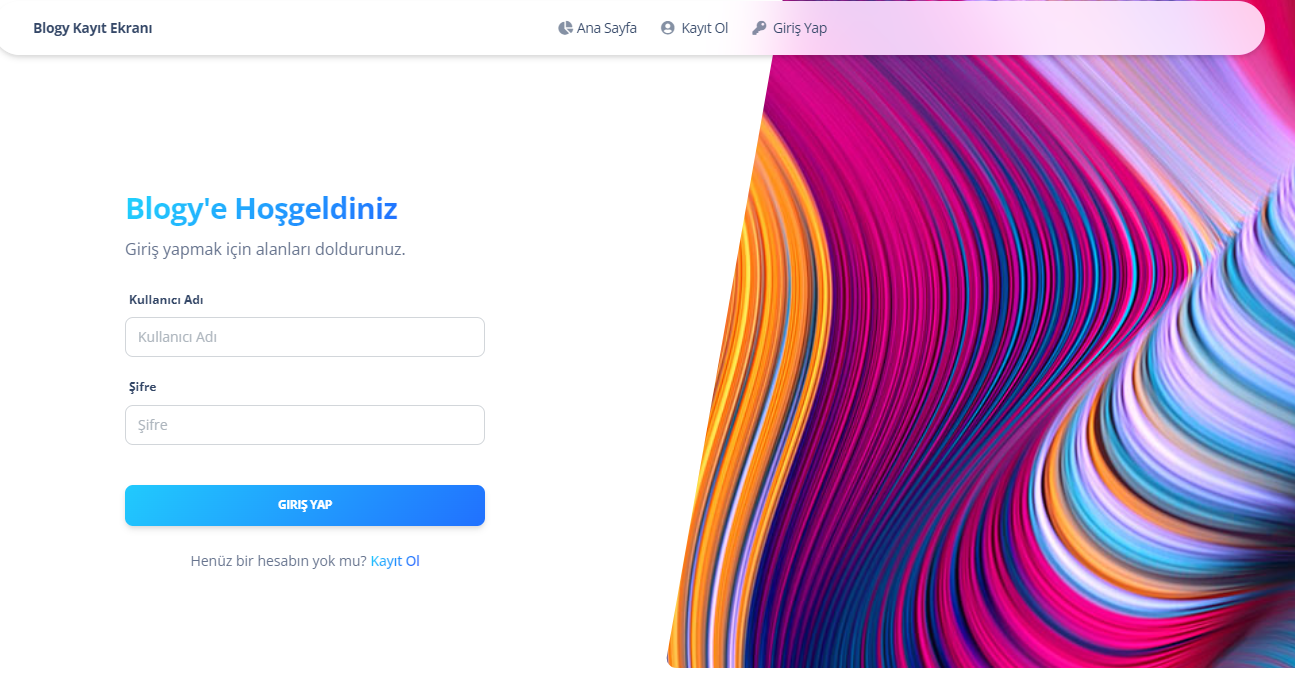 Blogy Kayıt Ekranı
Ana Sayfa Kayıt Ol Giriş Yap
Blogy'e Hoşgeldiniz
Giriş yapmak için alanları doldurunuz.
Kullanıcı Adı
Kullanıcı Adı
Şifre
Şifre
GIRIŞ YAP
Henüz bir hesabın yok mu? Kayıt Ol